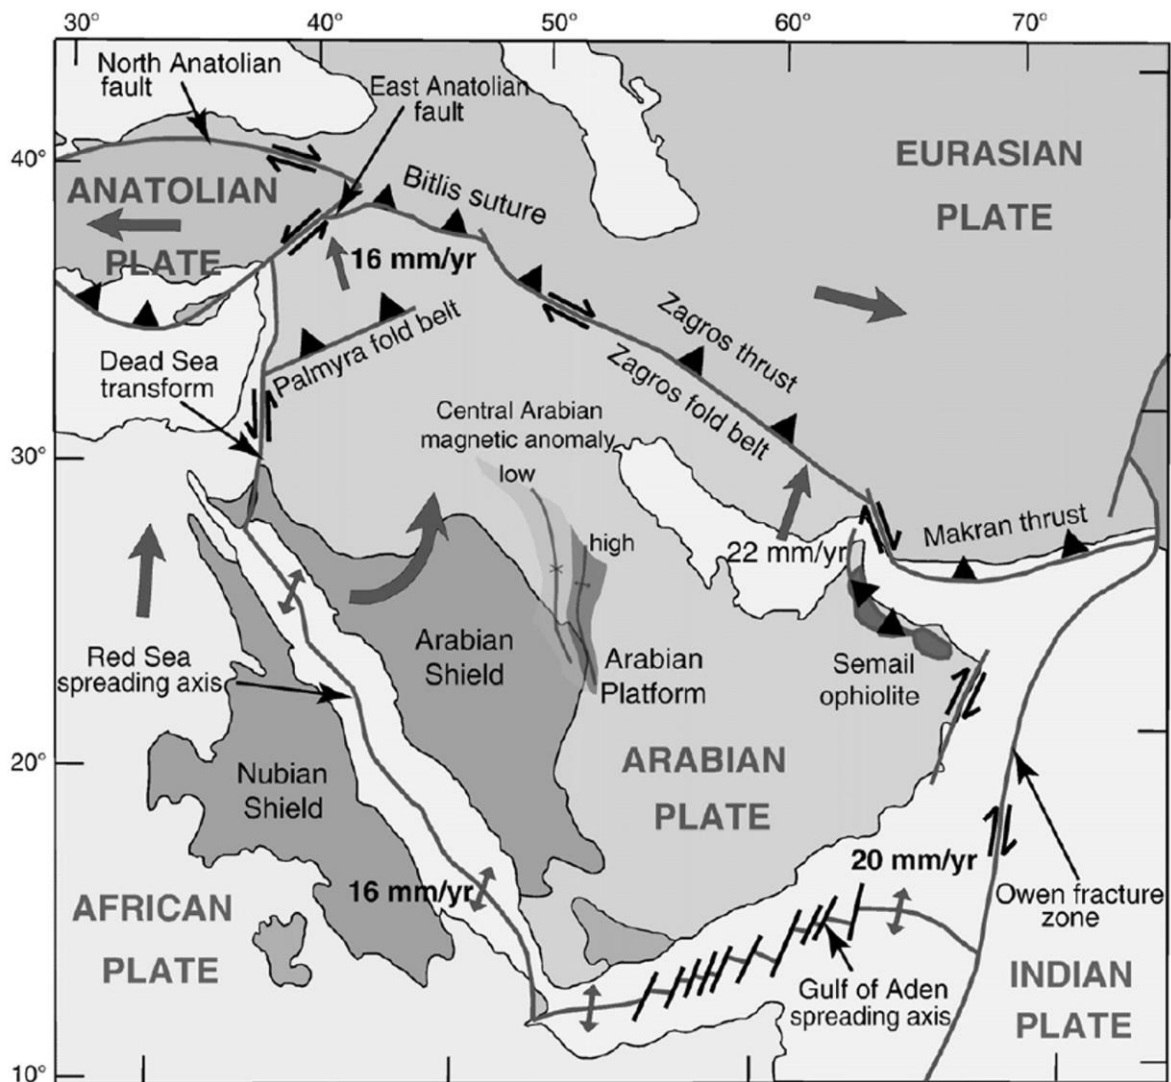 30°
40°
50°
60°
70°
North Anatolian
fault
East Anatolian
fault
40°
ANATOLIAN
PLATE
Bitlis suture
EURASIAN
PLATE
16 mm/yr
Palmyra fold belt
Dead Sea
transform
Zagros thrust
Zagros fold belt
Central Arabian
magnetic anomaly
low
high
30°
22 mm/yr
Makran thrust
Red Sea
spreading axis
Arabian
Shield
Arabian
Platform
Semail
ophiolite
20°
Nubian
Shield
ARABIAN
PLATE
16 mm/yr
20 mm/yr
AFRICAN
PLATE
Owen fracture
zone
Gulf of Aden
spreading axis
INDIAN
PLATE
10°